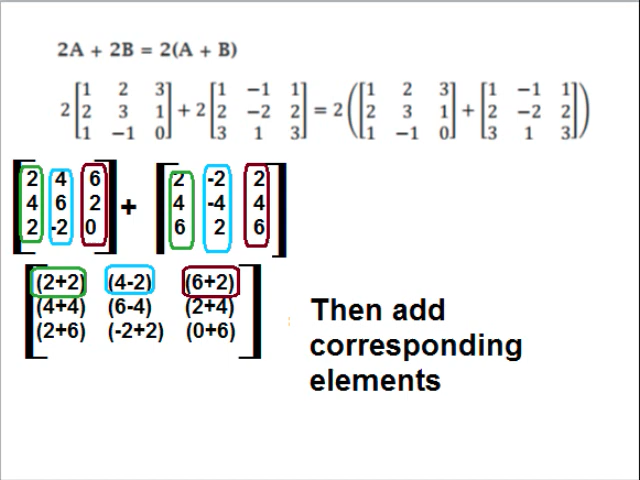 2A + 2B = 2(A + B)
2[1 2 3] + 2[1 −1 1] = 2([1 2 3] + [1 −1 1])
[2 3 1] [2 −2 2] [2 3 1] [2 −2 2]
[1 −1 0] [3 1 3] [1 −1 0] [3 1 3]
[2 4 6] + [2 -2 2]
[4 6 2] [4 -4 4]
[2 -2 0] [6 2 6]
[(2+2) (4-2) (6+2)]
(4+4) (6-4) (2+4)
(2+6) (-2+2) (0+6)
Then add
corresponding
elements